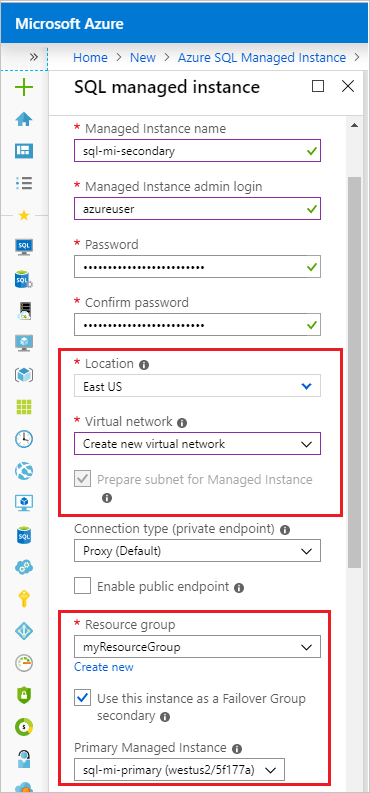 Microsoft Azure
» Home > New > Azure SQL Managed Instance >
SQL managed instance
* Managed Instance name
sql-mi-secondary
* Managed Instance admin login
azureuser
* Password
•••••••••••••••••••••••••
* Confirm password
•••••••••••••••••••••••••
* Location
East US
* Virtual network
Create new virtual network
Prepare subnet for Managed Instance
Connection type (private endpoint)
Proxy (Default)
Enable public endpoint
* Resource group
myResourceGroup
Create new
Use this instance as a Failover Group
secondary
Primary Managed Instance
sql-mi-primary (westus2/5f177a)
SQL
SQL
SQL